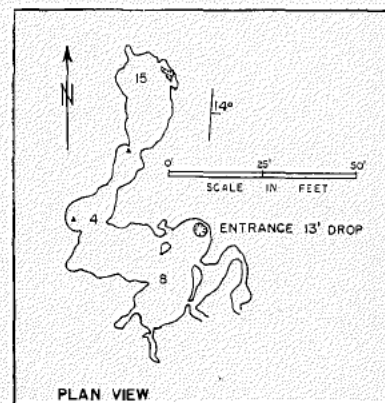 15
N
14°
0' 25' 50'
SCALE IN FEET
4
ENTRANCE 13' DROP
8
PLAN VIEW